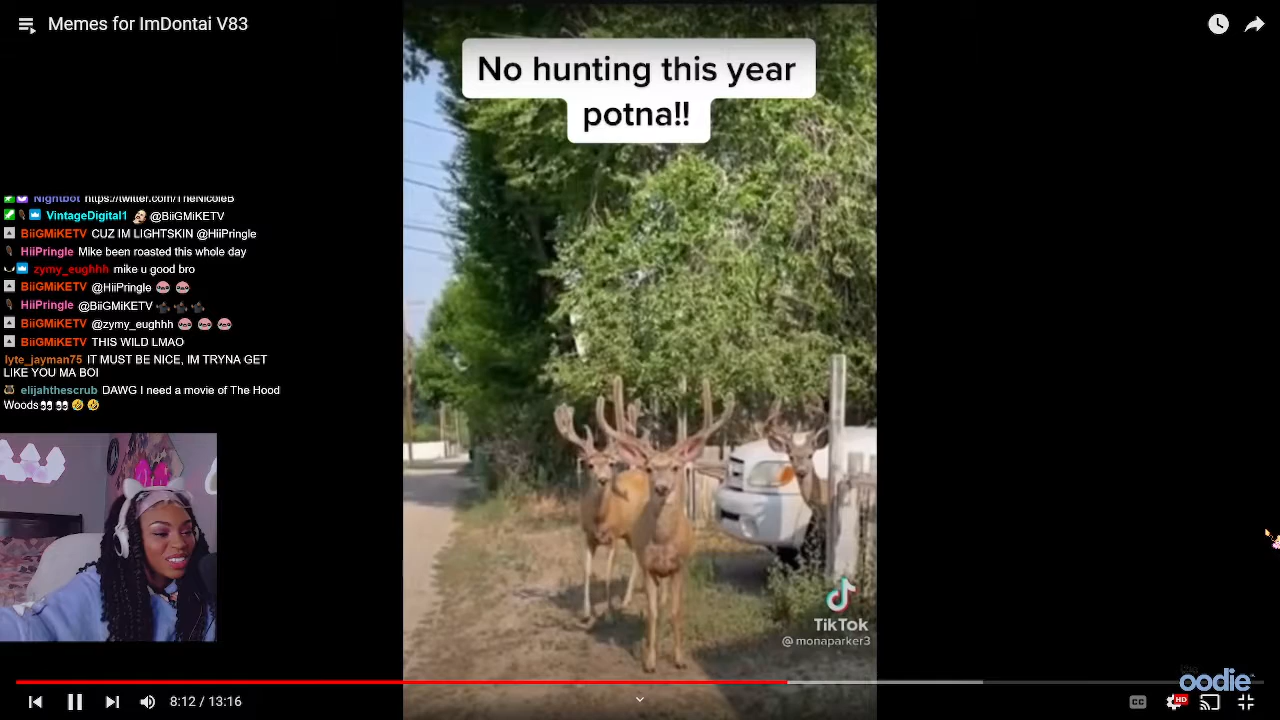 Memes for ImDontai V83
No hunting this year
potna!!
Nightbot https://twitter.com/TheNicoleB
VintageDigital1 @BiiGMiKETV
BiiGMiKETV CUZ IM LIGHTSKIN @HiiPringle
HiiPringle Mike been roasted this whole day
zymy_eughhh mike u good bro
BiiGMiKETV @HiiPringle
HiiPringle @BiiGMiKETV
BiiGMiKETV @zymy_eughh
BiiGMiKETV THIS WILD LMAO
lyte_jayman75 IT MUST BE NICE, IM TRYNA GET
LIKE YOU MA BOI
elijahthescrub DAWG I need a movie of The Hood
Woods
TikTok
@ monaparker3
oodie
8:12 / 13:16
CC
HD